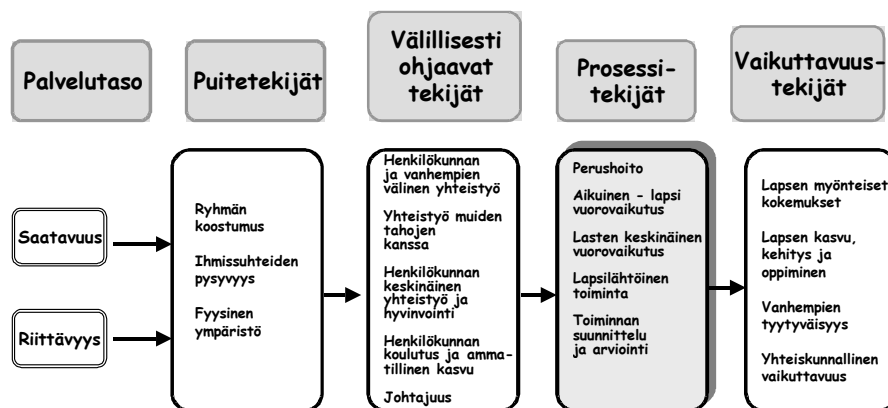 Palvelutaso
Puitetekijät
Välillisesti
ohjaavat
tekijät
Prosessi-
tekijät
Vaikuttavuus-
tekijät
Saatavuus
Riittävyys
Ryhmän
koostumus
Ihmissuhteiden
pysyvyys
Fyysinen
ympäristö
Henkilökunnan
ja vanhempien
välinen yhteistyö
Yhteistyö muiden
tahojen
kanssa
Henkilökunnan
keskinäinen
yhteistyö ja
hyvinvointi
Henkilökunnan
koulutus ja amma-
tillinen kasvu
Johtajuus
Perushoito
Aikuinen - lapsi
vuorovaikutus
Lasten keskinäinen
vuorovaikutus
Lapsilähtöinen
toiminta
Toiminnan
suunnittelu
ja arviointi
Lapsen myönteiset
kokemukset
Lapsen kasvu,
kehitys ja
oppiminen
Vanhempien
tyytyväisyys
Yhteiskunnallinen
vaikuttavuus